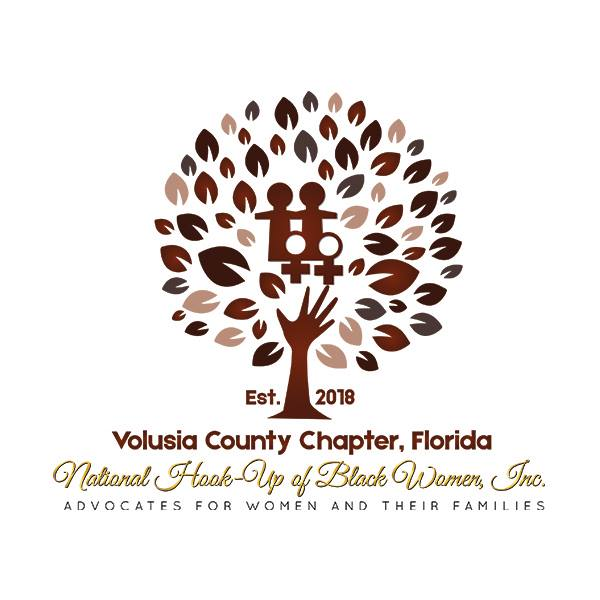 Est. 2018
Volusia County Chapter, Florida
National Hook-Up of Black Women, Inc.
ADVOCATES FOR WOMEN AND THEIR FAMILIES